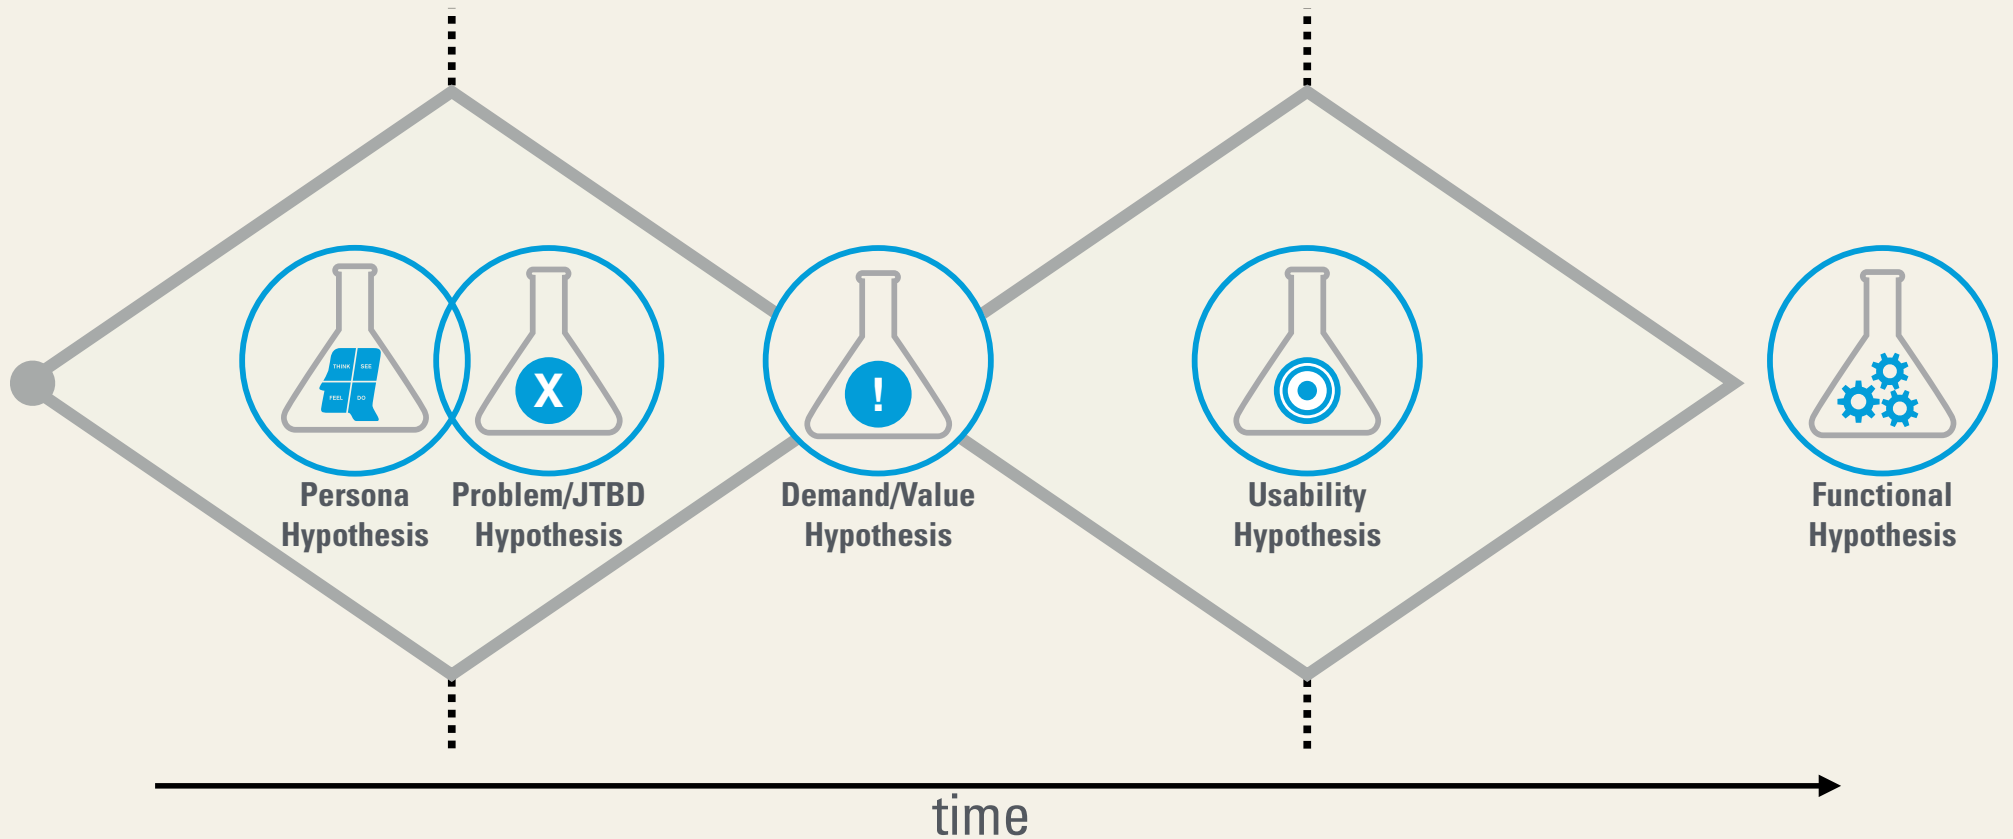 THINK SEE
FEEL DO
X
!
Persona
Hypothesis
Problem/JTBD
Hypothesis
Demand/Value
Hypothesis
Usability
Hypothesis
Functional
Hypothesis
time